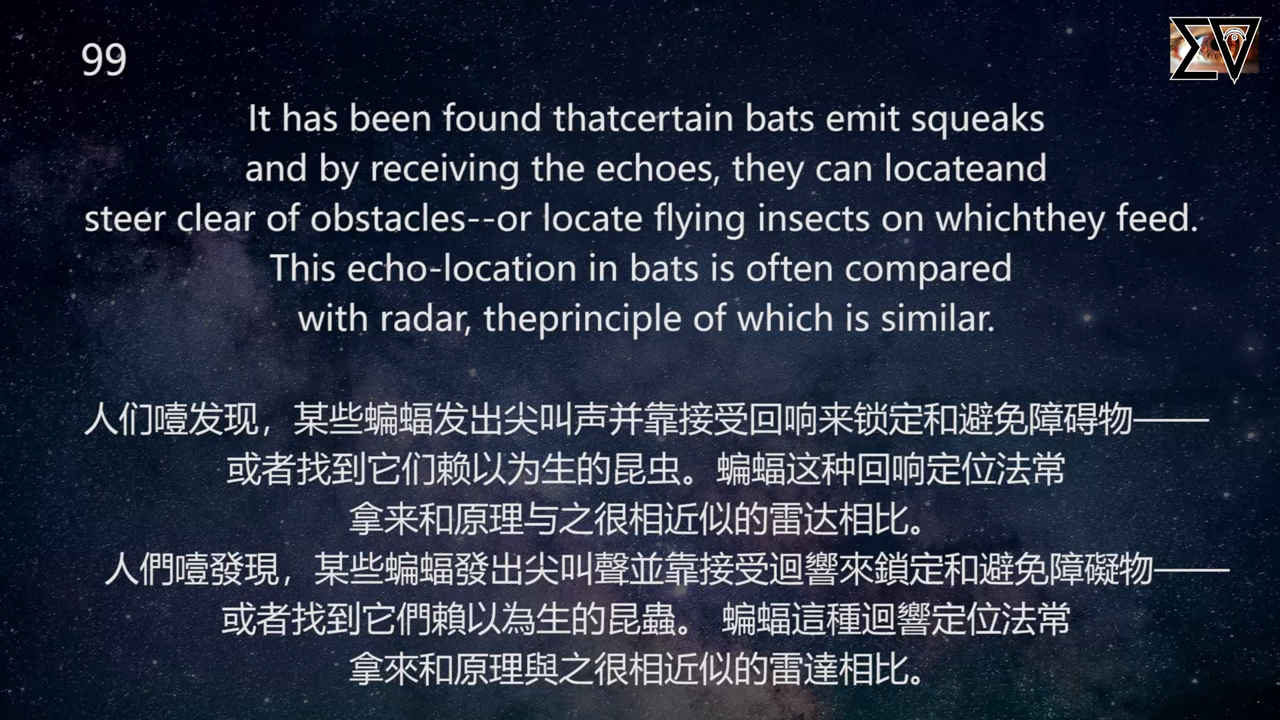 99
It has been found thatcertain bats emit squeaks
and by receiving the echoes, they can locateand
steer clear of obstacles--or locate flying insects on whichthey feed.
This echo-location in bats is often compared
with radar, theprinciple of which is similar.
人们噎发现，某些蝙蝠发出尖叫声并靠接受回响来锁定和避免障碍物——
或者找到它们赖以为生的昆虫。蝙蝠这种回响定位法常
拿来和原理与之很相近似的雷达相比。
人們噎發現，某些蝙蝠發出尖叫聲並靠接受迴響來鎖定和避免障礙物——
或者找到它們賴以為生的昆蟲。 蝙蝠這種迴響定位法常
拿來和原理與之很相近似的雷達相比。